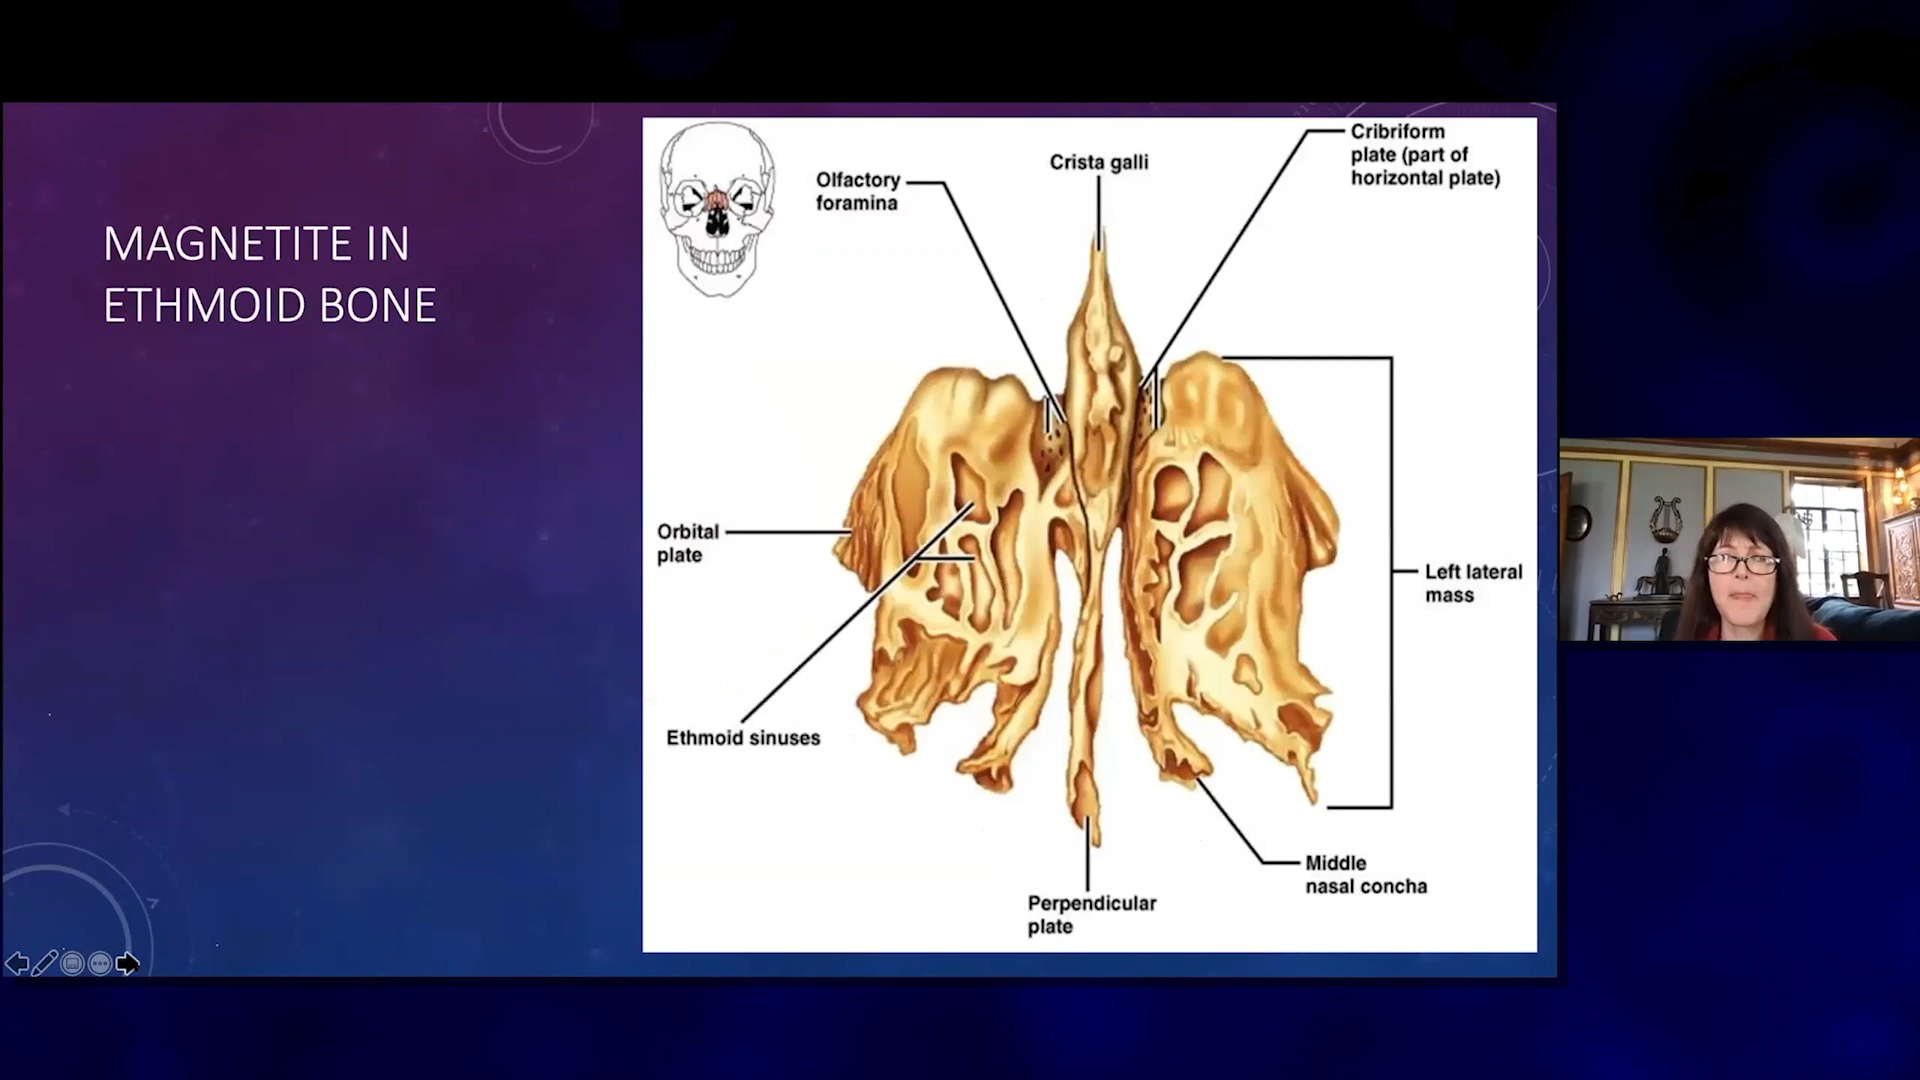 MAGNETITE IN
ETHMOID BONE
Olfactory
foramina
Crista galli
Cribriform
plate (part of
horizontal plate)
Orbital
plate
Left lateral
mass
Ethmoid sinuses
Middle
nasal concha
Perpendicular
plate